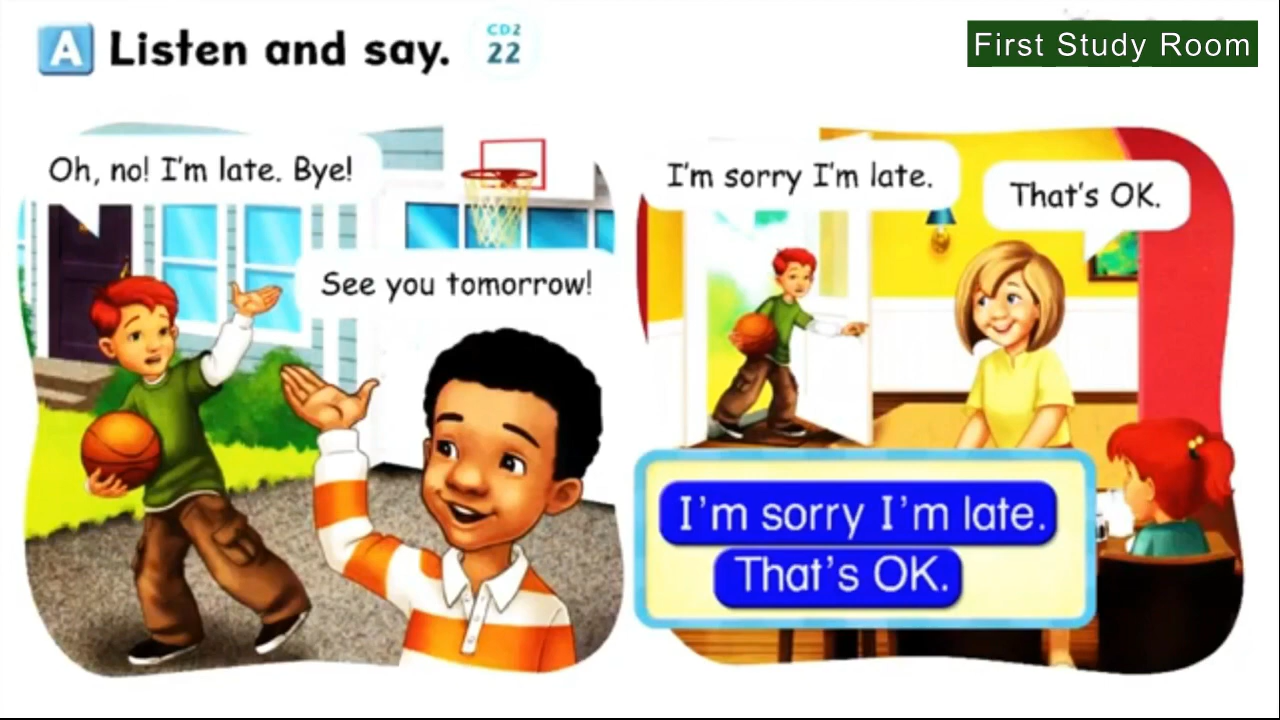 A Listen and say. CD2 22
First Study Room
Oh, no! I'm late. Bye!
See you tomorrow!
I'm sorry I'm late.
That's OK.
I'm sorry I'm late.
That's OK.